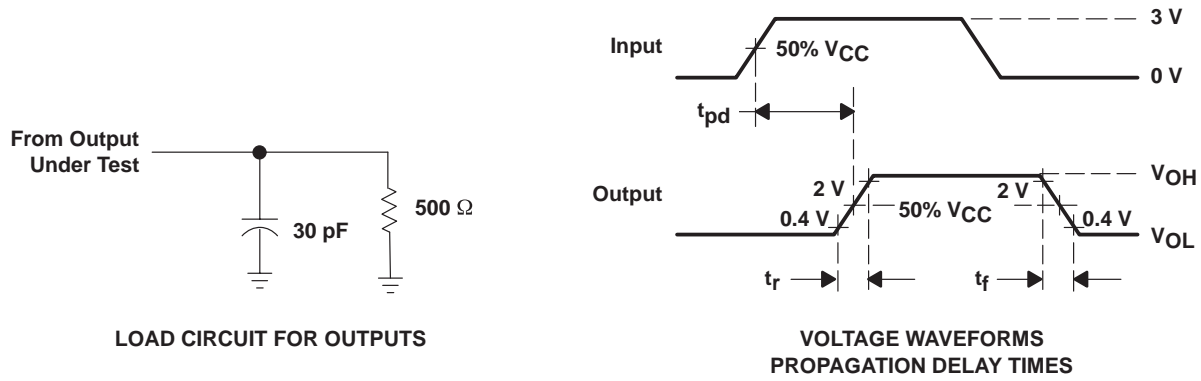 From Output
Under Test
30 pF
500 Ω
LOAD CIRCUIT FOR OUTPUTS
Input
50% VCC
3 V
0 V
tpd
Output
2 V
0.4 V
50% VCC
2 V
0.4 V
VOH
VOL
tr
tf
VOLTAGE WAVEFORMS
PROPAGATION DELAY TIMES